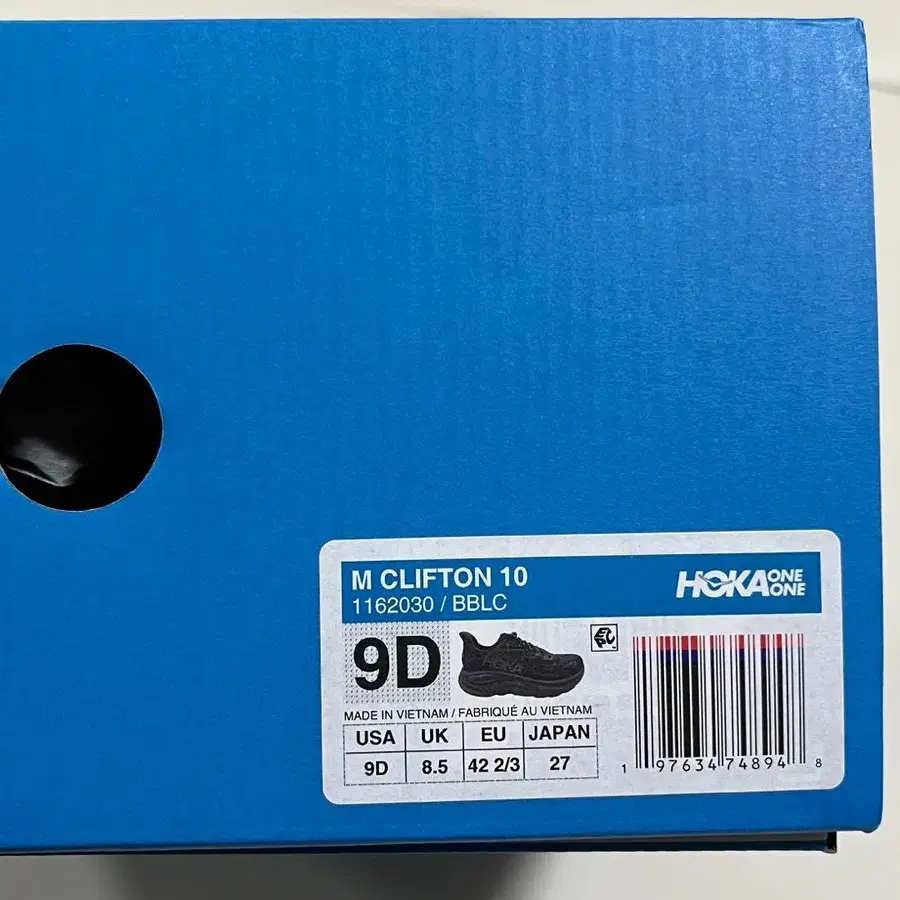 M CLIFTON 10
1162030 / BBLC
HOKA ONE ONE
9D
HOKA
MADE IN VIETNAM / FABRIQUÉ AU VIETNAM
USA UK EU JAPAN
9D 8.5 42 2/3 27
1 97634 74894 8